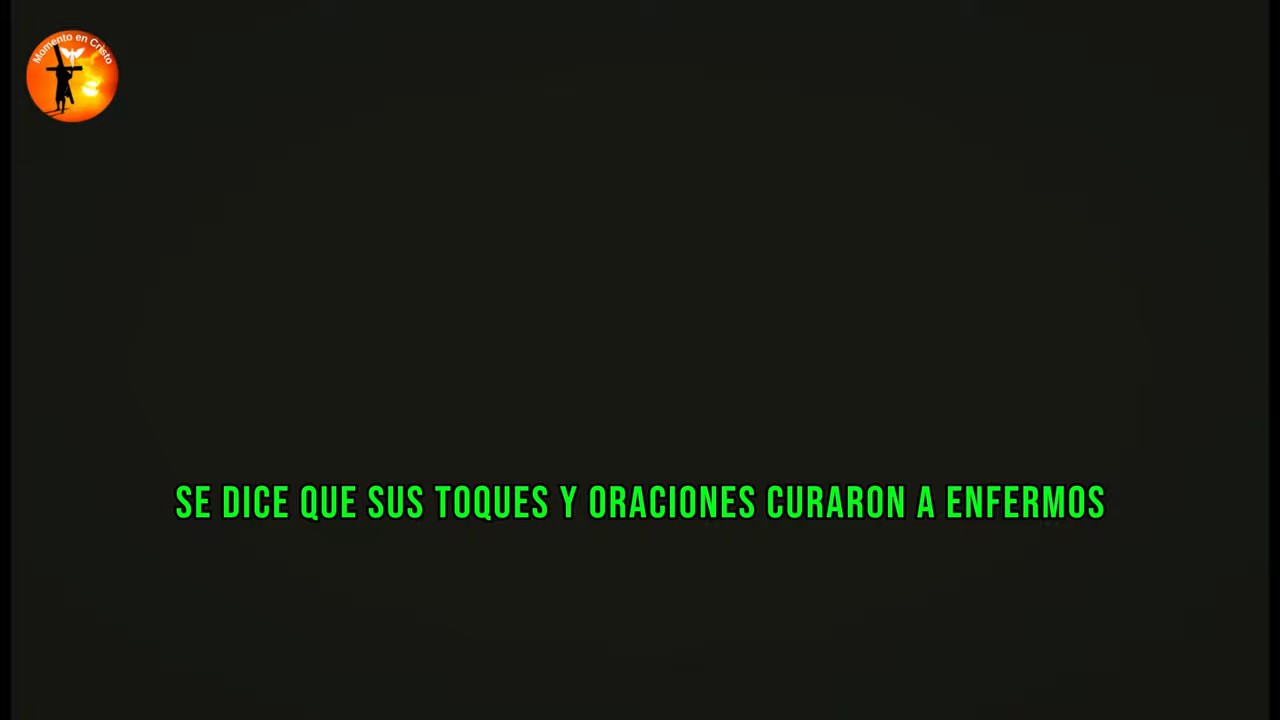 Momento en Cristo
SE DICE QUE SUS TOQUES Y ORACIONES CURARON A ENFERMOS